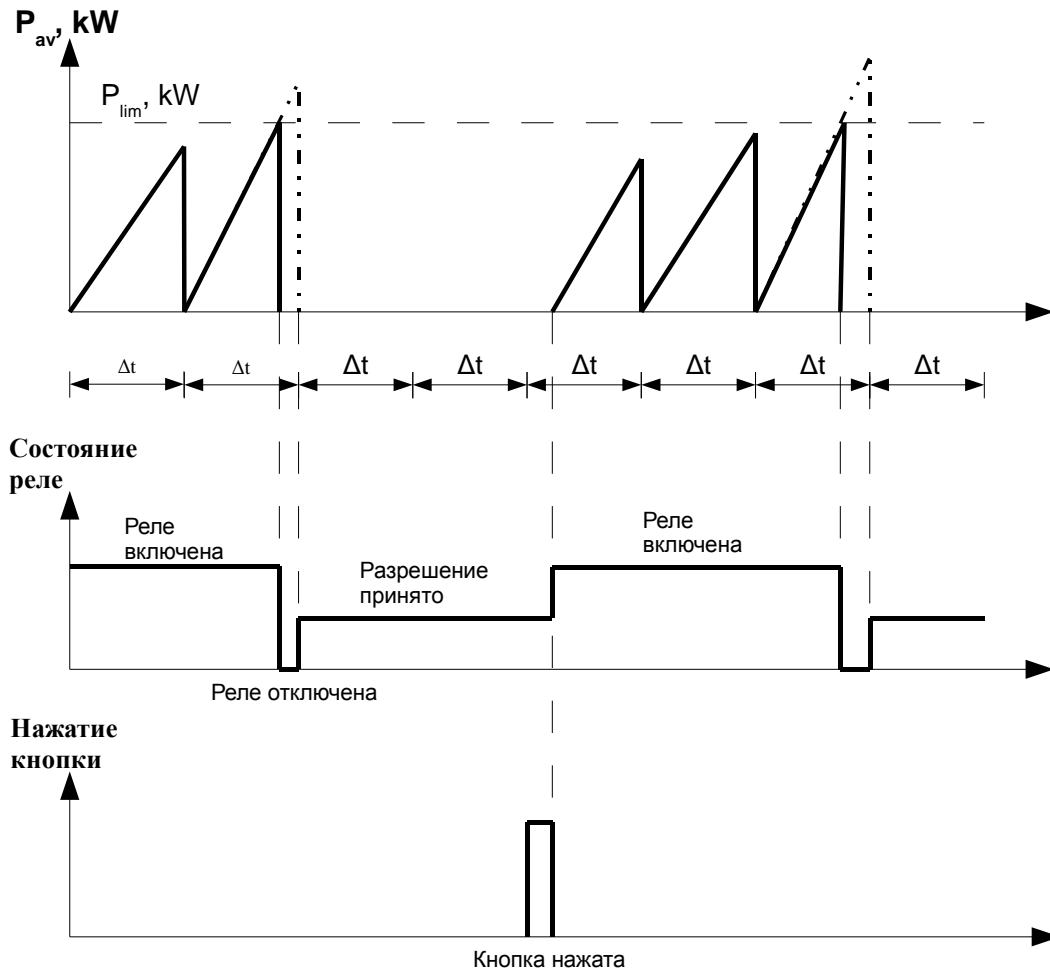 P_av, kW
P_lim, kW
Δt Δt Δt Δt Δt Δt Δt Δt
Состояние
реле
Реле
включена
Разрешение
принято
Реле
включена
Реле отключена
Нажатие
кнопки
Кнопка нажата